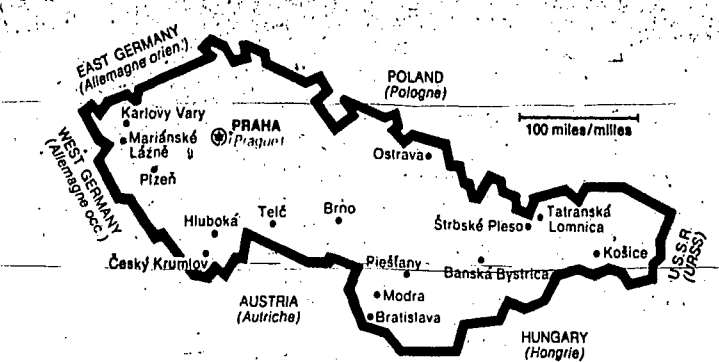 EAST GERMANY
(Allemagne orien.)
POLAND
(Pologne)
Karlovy Vary
PRAHA
(Prague)
100 miles/milles
WEST GERMANY
(Allemagne occ.)
Mariánské
Lázně
Ostrava
Plzeň
Hluboká
Telč
Brno
Štrbské Pleso
Tatranská
Lomnica
Český Krumlov
Piešťany
Banská Bystrica
Košice
U.S.S.R.
(URSS)
Modra
AUSTRIA
(Autriche)
Bratislava
HUNGARY
(Hongrie)